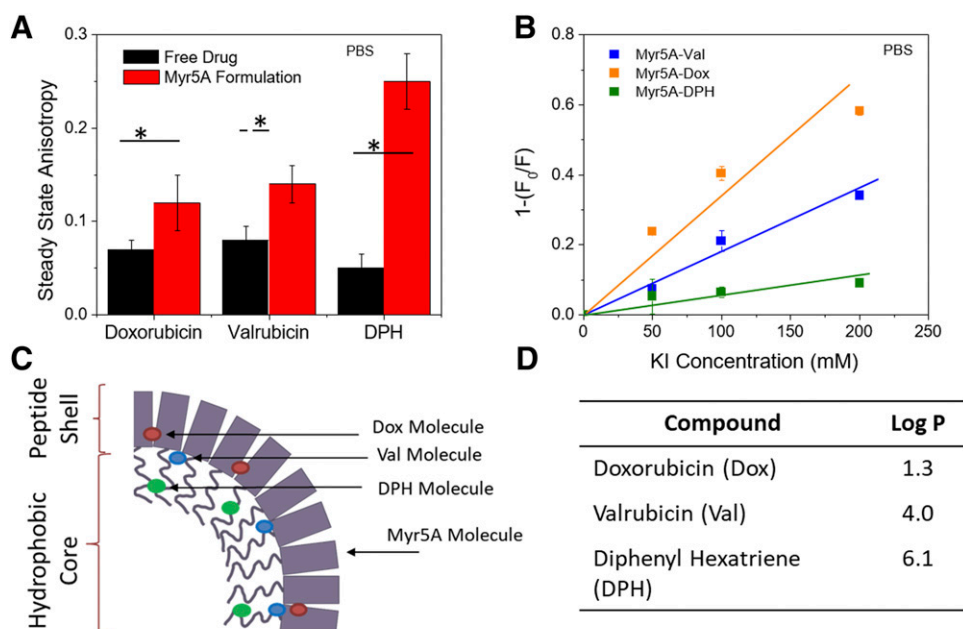 A
0.3
0.2
0.1
0.0
Steady State Anisotropy
Free Drug
Myr5A Formulation
PBS
*
*
*
Doxorubicin
Valrubicin
DPH
B
0.8
0.6
0.4
0.2
0.0
1-(F0/F)
Myr5A-Val
Myr5A-Dox
Myr5A-DPH
PBS
0
50
100
150
200
250
KI Concentration (mM)
C
Peptide
Shell
Hydrophobic
Core
Dox Molecule
Val Molecule
DPH Molecule
Myr5A Molecule
D
Compound Log P
Doxorubicin (Dox) 1.3
Valrubicin (Val) 4.0
Diphenyl Hexatriene 6.1
(DPH)